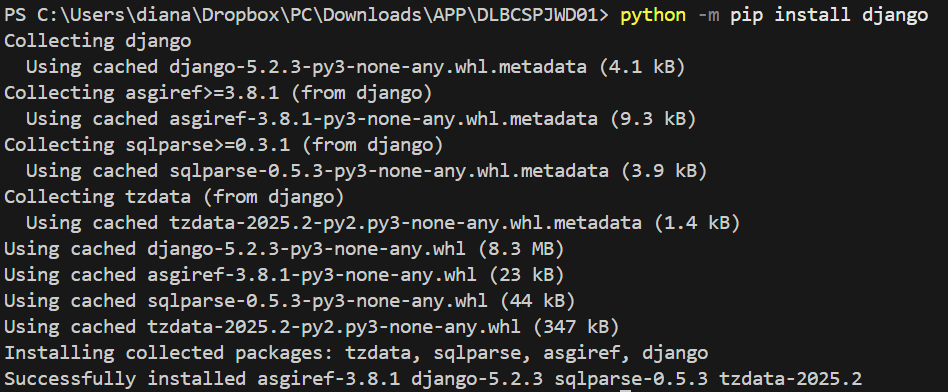 PS C:\Users\diana\Dropbox\PC\Downloads\APP\DLBCSPJWD01> python -m pip install django
Collecting django
  Using cached django-5.2.3-py3-none-any.whl.metadata (4.1 kB)
Collecting asgiref>=3.8.1 (from django)
  Using cached asgiref-3.8.1-py3-none-any.whl.metadata (9.3 kB)
Collecting sqlparse>=0.3.1 (from django)
  Using cached sqlparse-0.5.3-py3-none-any.whl.metadata (3.9 kB)
Collecting tzdata (from django)
  Using cached tzdata-2025.2-py2.py3-none-any.whl.metadata (1.4 kB)
Using cached django-5.2.3-py3-none-any.whl (8.3 MB)
Using cached asgiref-3.8.1-py3-none-any.whl (23 kB)
Using cached sqlparse-0.5.3-py3-none-any.whl (44 kB)
Using cached tzdata-2025.2-py2.py3-none-any.whl (347 kB)
Installing collected packages: tzdata, sqlparse, asgiref, django
Successfully installed asgiref-3.8.1 django-5.2.3 sqlparse-0.5.3 tzdata-2025.2